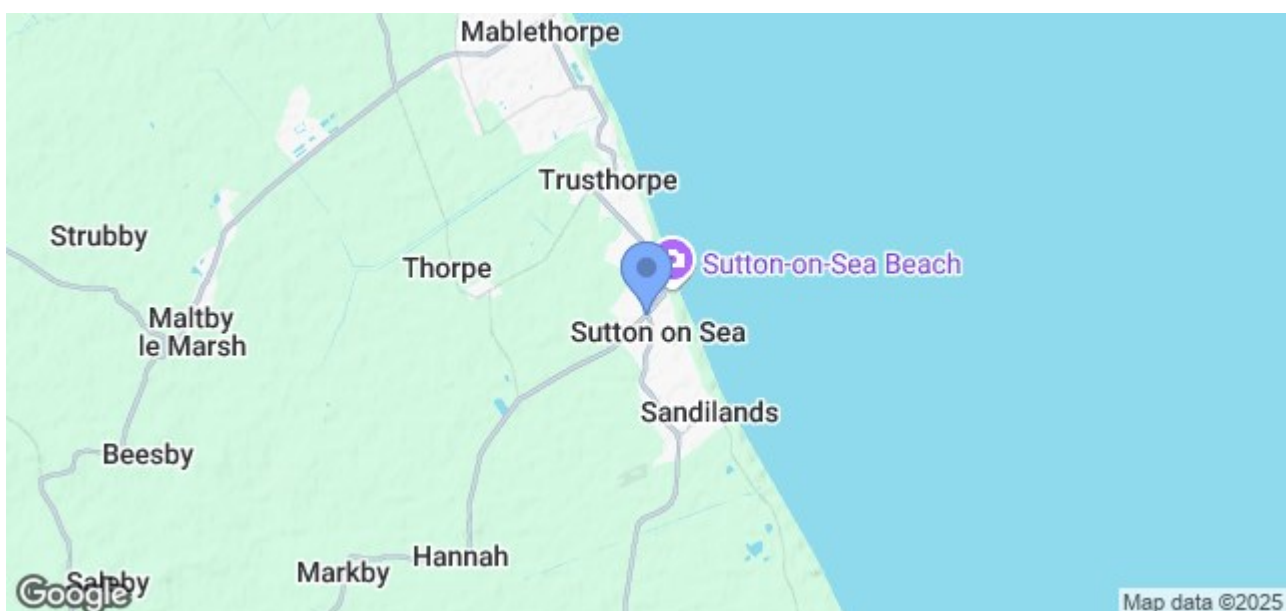 Mablethorpe
Trusthorpe
Strubby
Thorpe
Sutton-on-Sea Beach
Maltby
le Marsh
Sutton on Sea
Sandilands
Beesby
Hannah
Markby
Saleby
Google
Map data ©2025